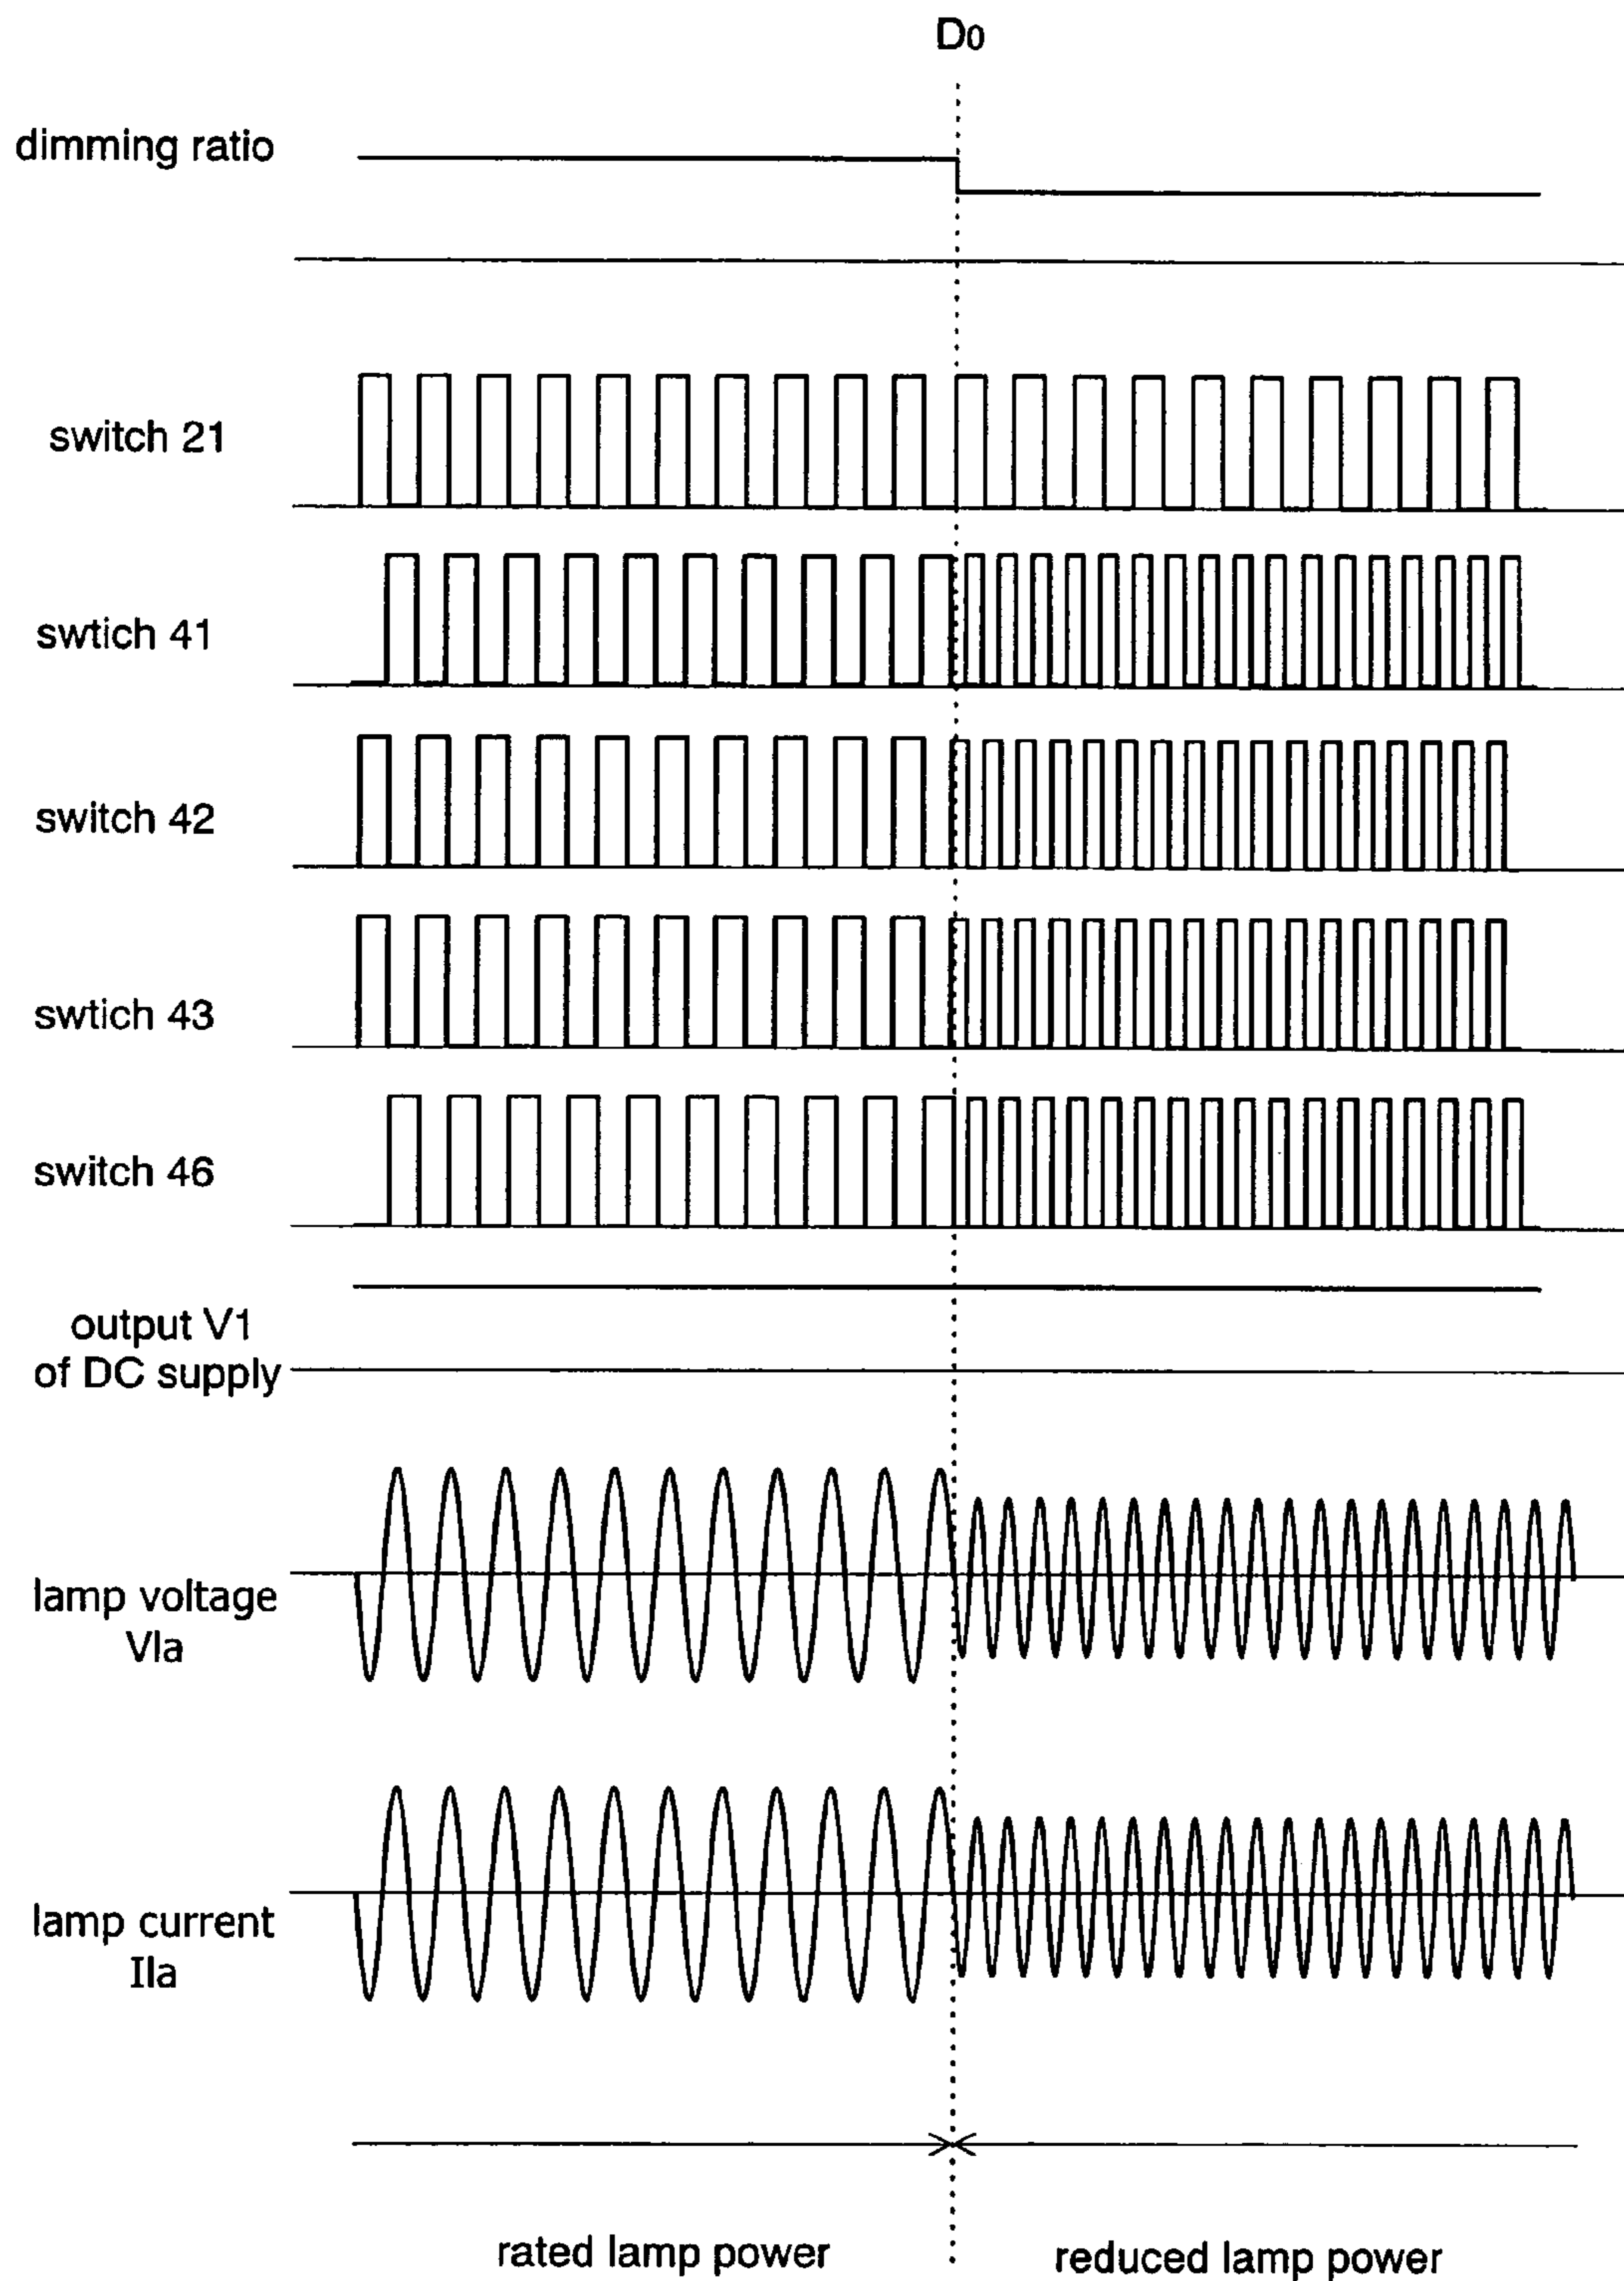 D0
dimming ratio
switch 21
swtich 41
switch 42
swtich 43
switch 46
output V1
of DC supply
lamp voltage
Vla
lamp current
Ila
rated lamp power
reduced lamp power